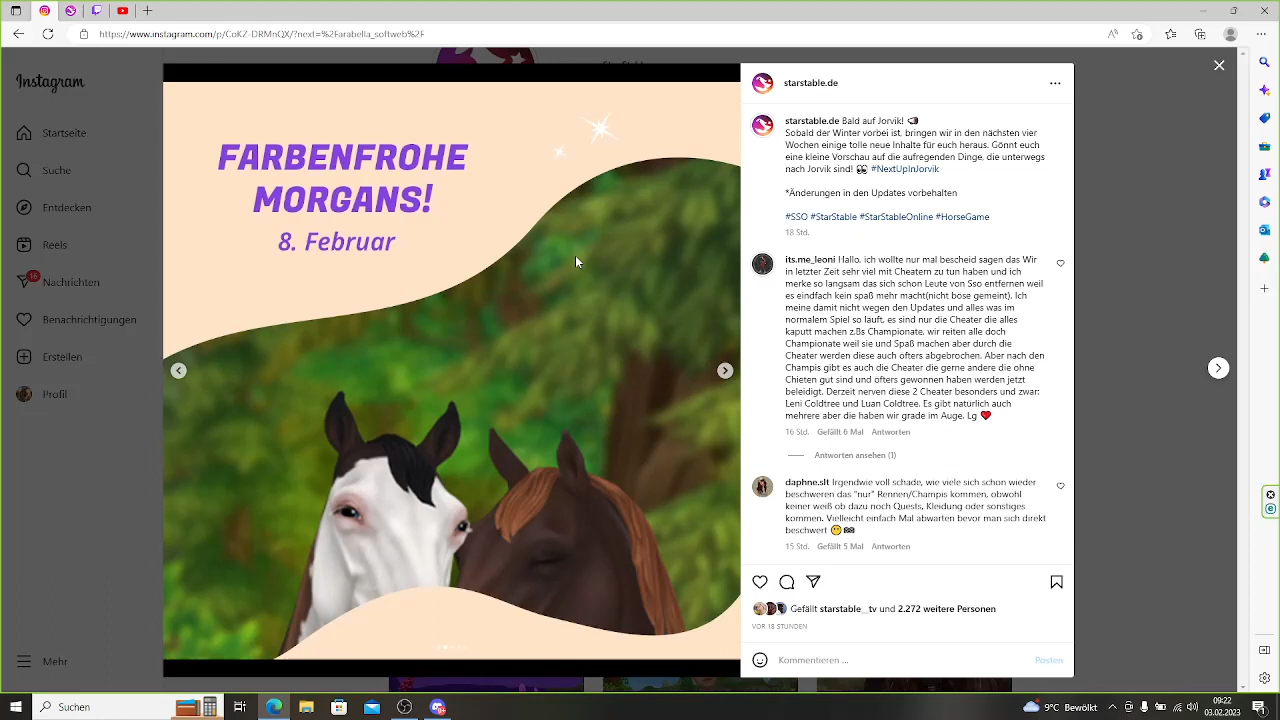 https://www.instagram.com/p/CoKZ-DRMnQX/?next=%2Farabella_softweb%2F
Instagram
Startseite
Suche
Entdecken
Reels
16
Nachrichten
Benachrichtigungen
Erstellen
Profil
Mehr
FARBENFROHE
MORGANS!
8. Februar
starstable.de
starstable.de Bald auf Jorvik!
Sobald der Winter vorbei ist, bringen wir in den nächsten vier
Wochen einige tolle neue Inhalte für euch heraus. Gönnt euch
eine kleine Vorschau auf die aufregenden Dinge, die unterwegs
nach Jorvik sind! 👀 #NextUpInJorvik
*Änderungen in den Updates vorbehalten
#SSO #StarStable #StarStableOnline #HorseGame
18 Std.
its.me_leoni Hallo, ich wollte nur mal bescheid sagen das Wir
in letzter Zeit sehr viel mit Cheatern zu tun haben und ich
merke so langsam das sich schon Leute von Sso entfernen weil
es eindfach kein spaß mehr macht(nicht böse gemeint). Ich
meine damit nicht wegen den Updates und alles was im
normalem Spiel so läuft, es sind nur die Cheater die alles
kaputt machen z.Bs Championate, wir reiten alle doch
Championate weil sie und Spaß machen aber durch die
Cheater werden diese auch öfters abgebrochen. Aber nach den
Champis gibt es auch die Cheater die gerne andere die ohne
Chieten gut sind und öfters gewonnen haben werden jetzt
beleidigt. Derzeit nerven diese 2 Cheater besonders und zwar:
Leni Coldtree und Luan Coldtree. Es gibt natürlich auch
mehrere aber die haben wir grade im Auge. Lg ❤️
16 Std. Gefällt 6 Mal Antworten
Antworten ansehen (1)
daphne.slt Irgendwie voll schade, wie viele sich schon wieder
beschweren das "nur" Rennen/Champis kommen, obwohl
keiner weiß ob dazu noch Quests, Kleidung oder sonstiges
kommen. Vielleicht einfach Mal abwarten bevor man sich direkt
beschwert
15 Std. Gefällt 5 Mal Antworten
Gefällt starstable__tv und 2.272 weitere Personen
VOR 18 STUNDEN
Kommentieren ...
Posten
Suchen
9°C Bewölkt
09:22
03.02.2023